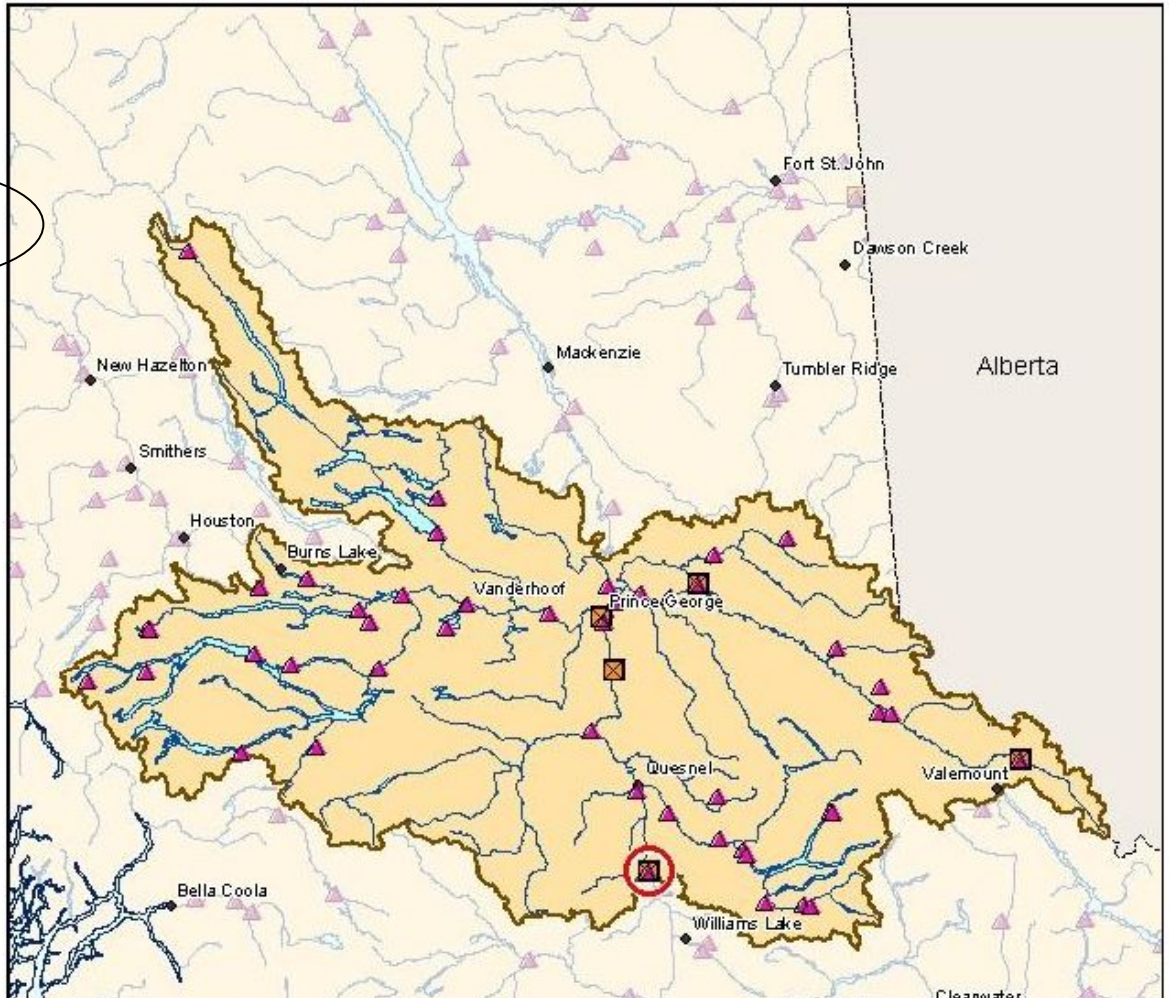 Fort St. John
Dawson Creek
Mackenzie
New Hazelton
Tumbler Ridge
Alberta
Smithers
Houston
Burns Lake
Vanderhoof
Prince George
Quesnel
Valemount
Bella Coola
Williams Lake
Clearwater